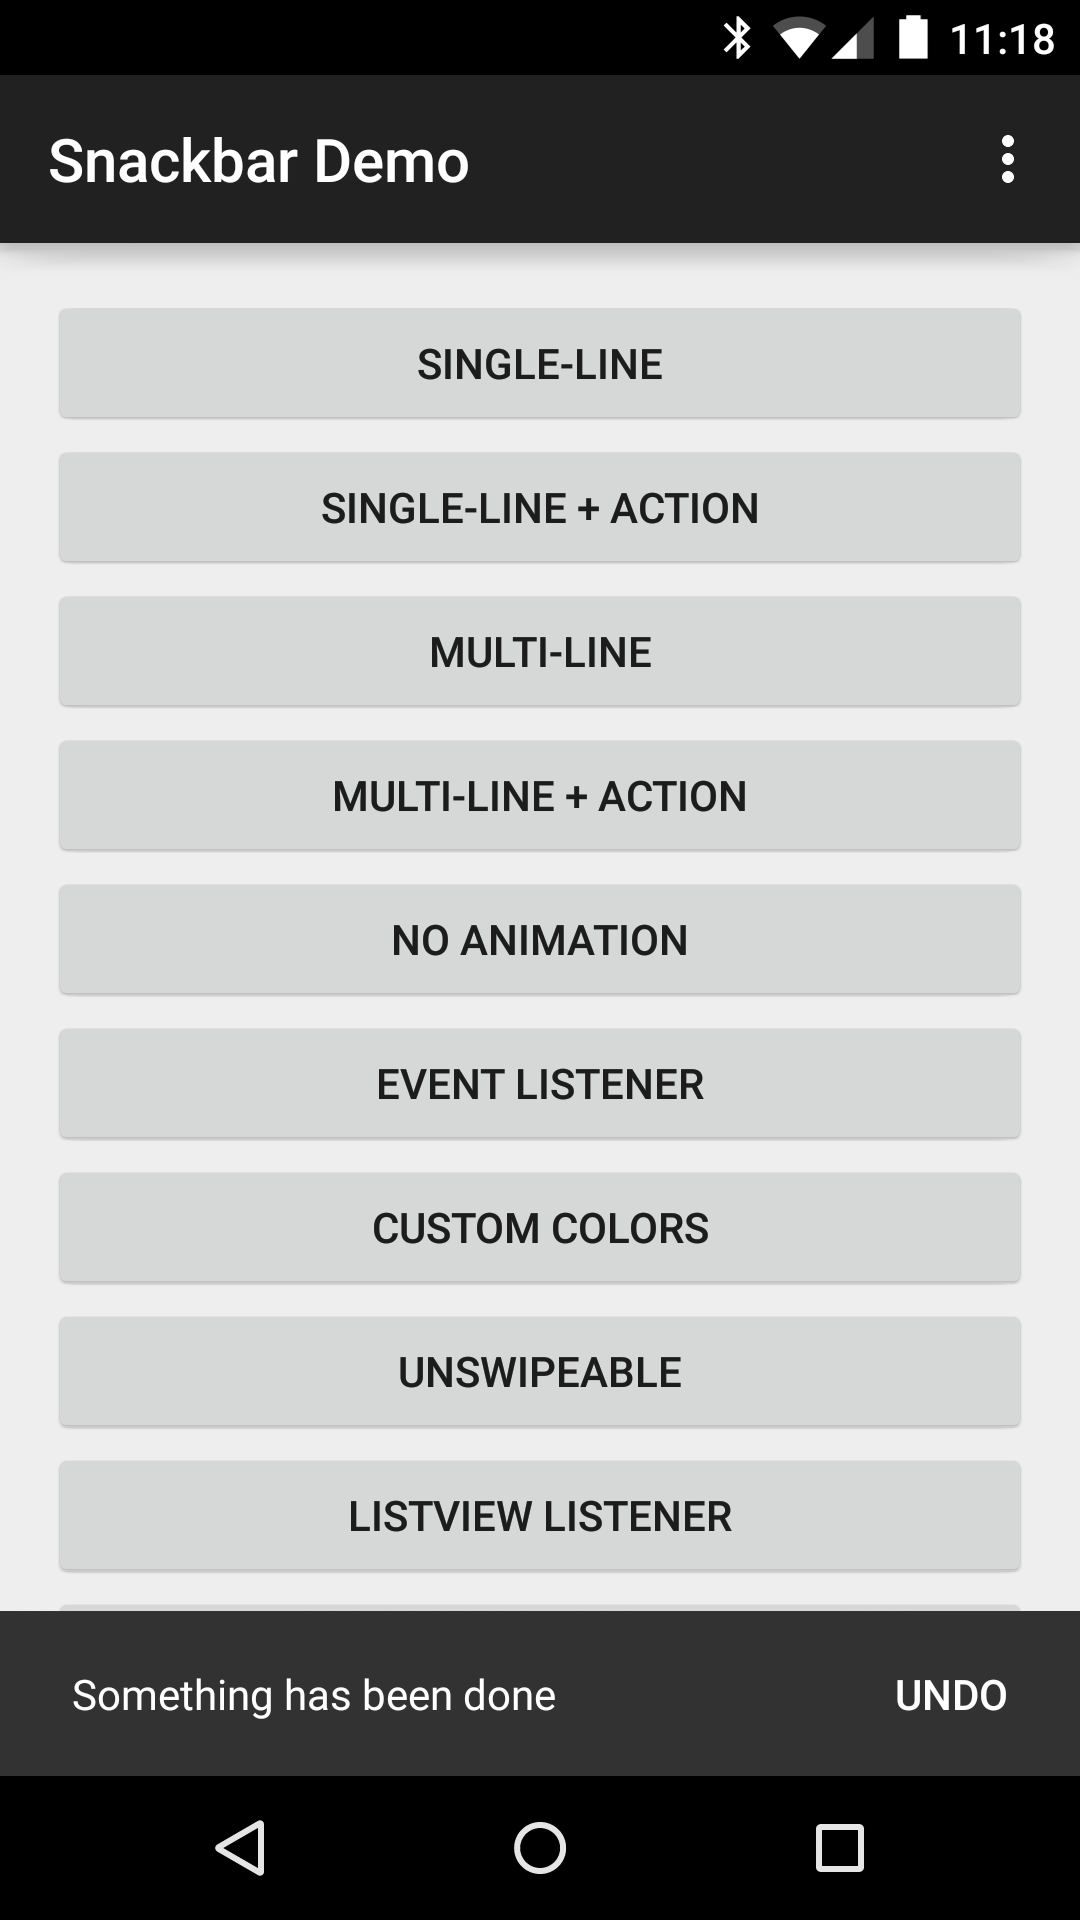 11:18
Snackbar Demo
SINGLE-LINE
SINGLE-LINE + ACTION
MULTI-LINE
MULTI-LINE + ACTION
NO ANIMATION
EVENT LISTENER
CUSTOM COLORS
UNSWIPEABLE
LISTVIEW LISTENER
Something has been done UNDO